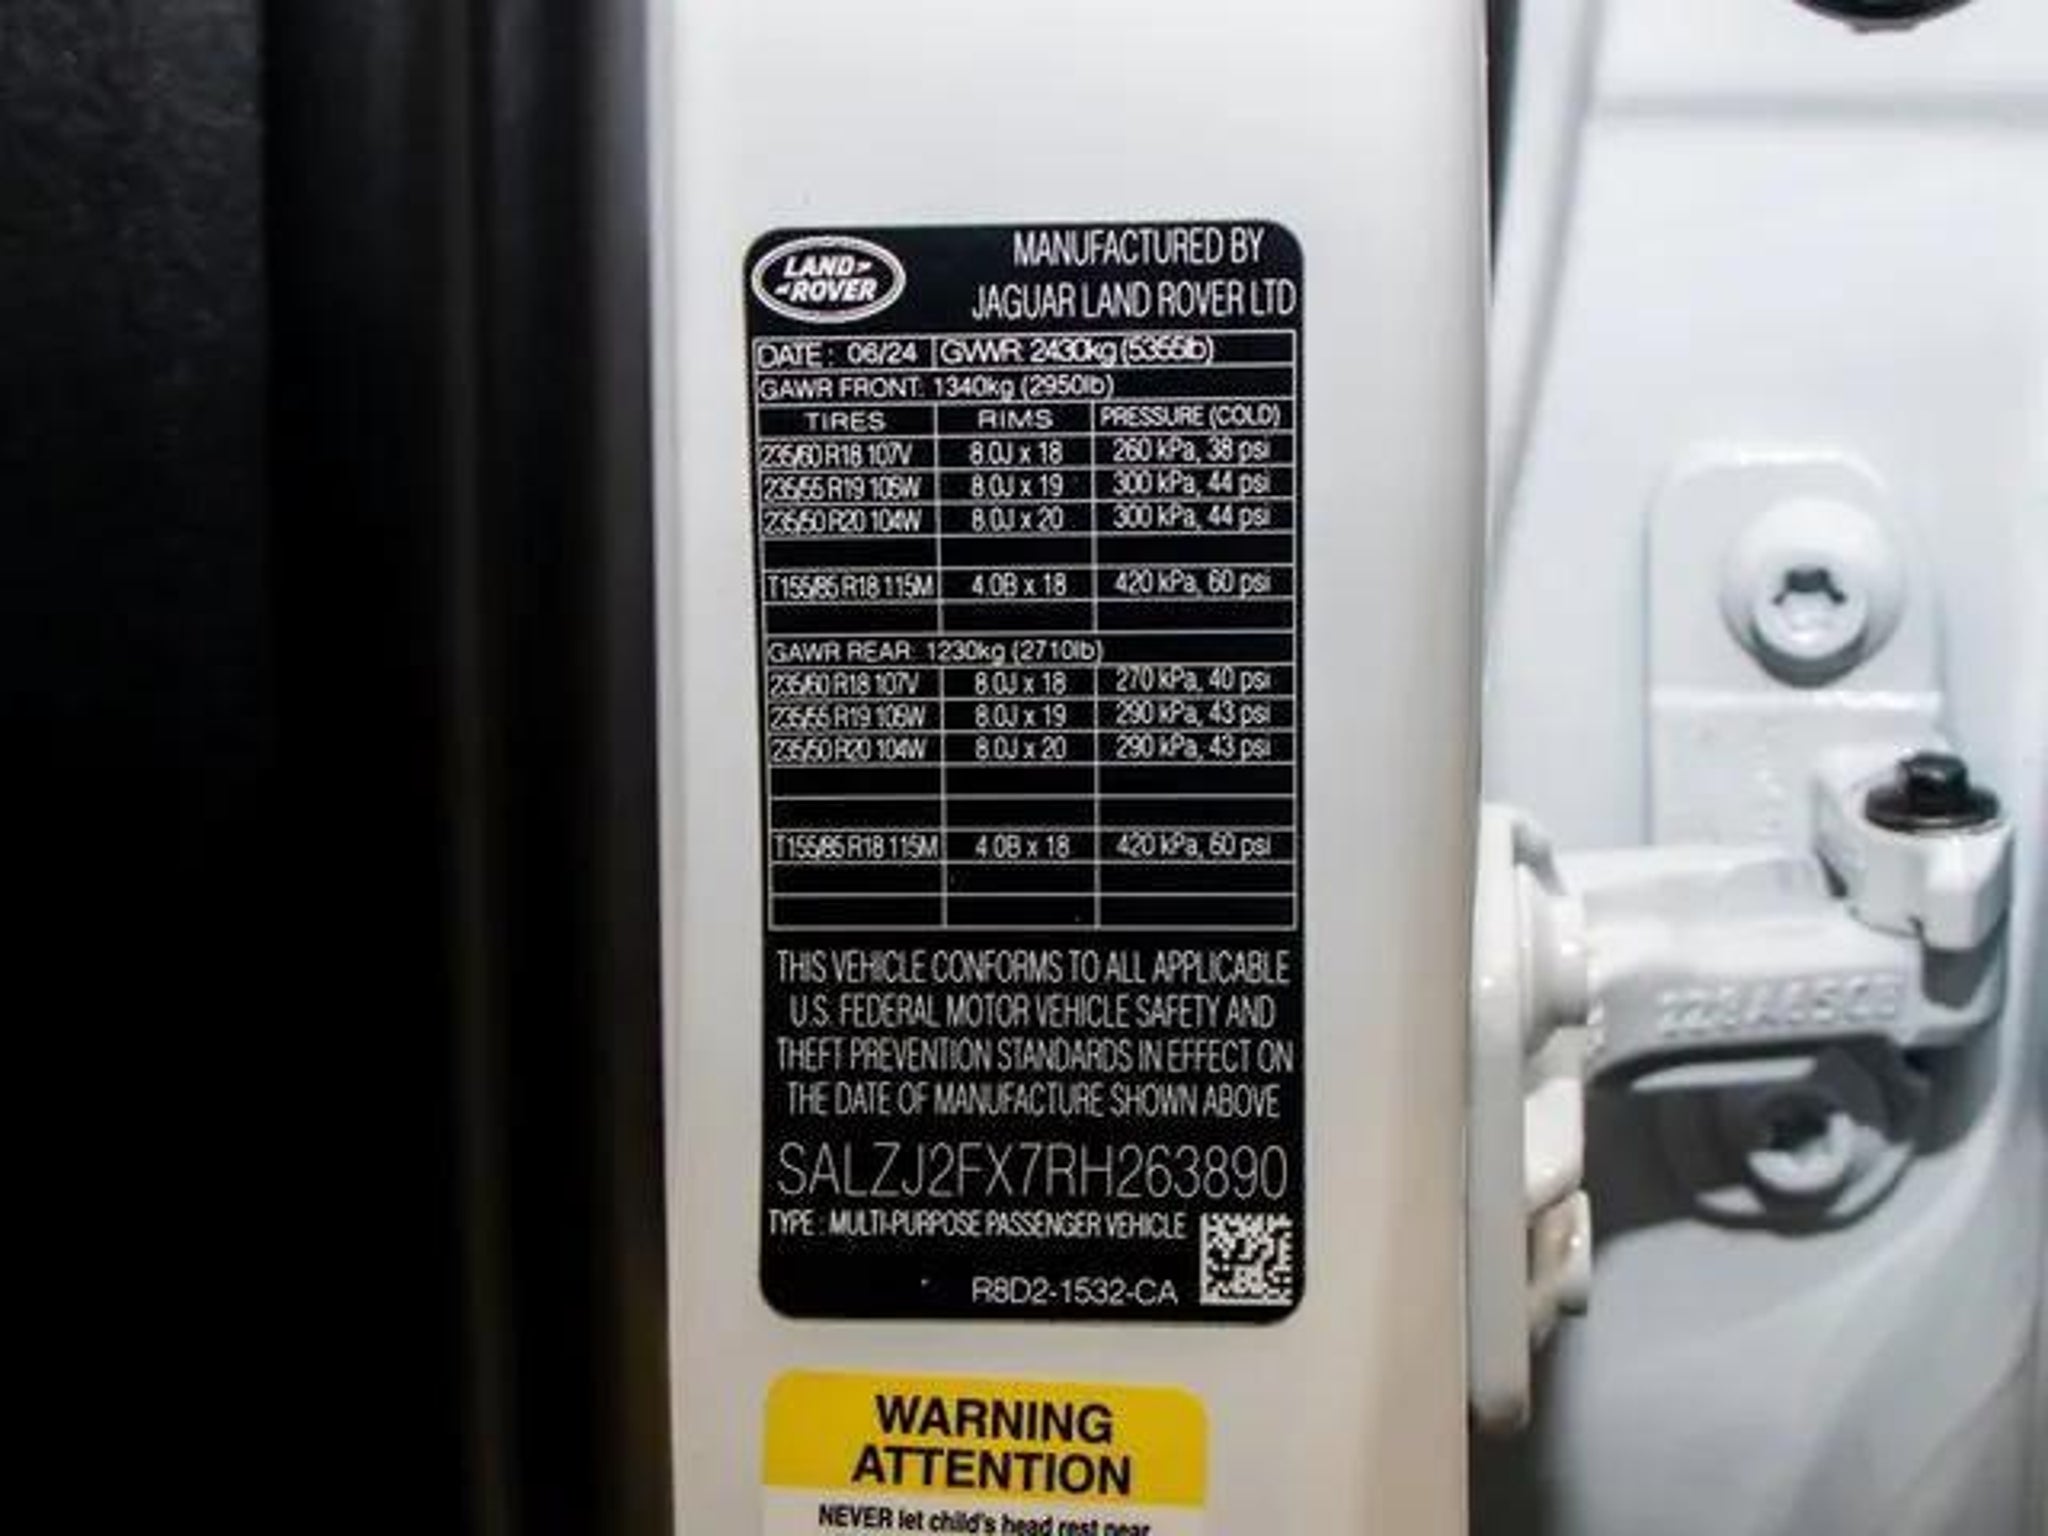 LAND
ROVER
MANUFACTURED BY
JAGUAR LAND ROVER LTD
DATE: 06/24 GVWR: 2430kg (5355lb)
GAWR FRONT: 1340kg (2950lb)
TIRES RIMS PRESSURE (COLD)
235/60 R18 107V 8.0J x 18 260 kPa, 38 psi
235/55 R19 105W 8.0J x 19 300 kPa, 44 psi
235/50 R20 104W 8.0J x 20 300 kPa, 44 psi
T155/85 R18 115M 4.0B x 18 420 kPa, 60 psi
GAWR REAR: 1230kg (2710lb)
235/60 R18 107V 8.0J x 18 270 kPa, 40 psi
235/55 R19 105W 8.0J x 19 290 kPa, 43 psi
235/50 R20 104W 8.0J x 20 290 kPa, 43 psi
T155/85 R18 115M 4.0B x 18 420 kPa, 60 psi
THIS VEHICLE CONFORMS TO ALL APPLICABLE
U.S. FEDERAL MOTOR VEHICLE SAFETY AND
THEFT PREVENTION STANDARDS IN EFFECT ON
THE DATE OF MANUFACTURE SHOWN ABOVE
SALZJ2FX7RH263890
TYPE: MULTI-PURPOSE PASSENGER VEHICLE
R8D2-1532-CA
WARNING
ATTENTION
NEVER let child's head rest near